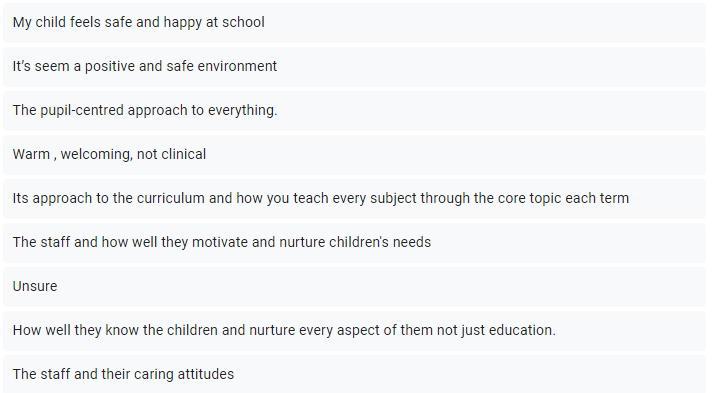 My child feels safe and happy at school
It's seem a positive and safe environment
The pupil-centred approach to everything.
Warm , welcoming, not clinical
Its approach to the curriculum and how you teach every subject through the core topic each term
The staff and how well they motivate and nurture children's needs
Unsure
How well they know the children and nurture every aspect of them not just education.
The staff and their caring attitudes